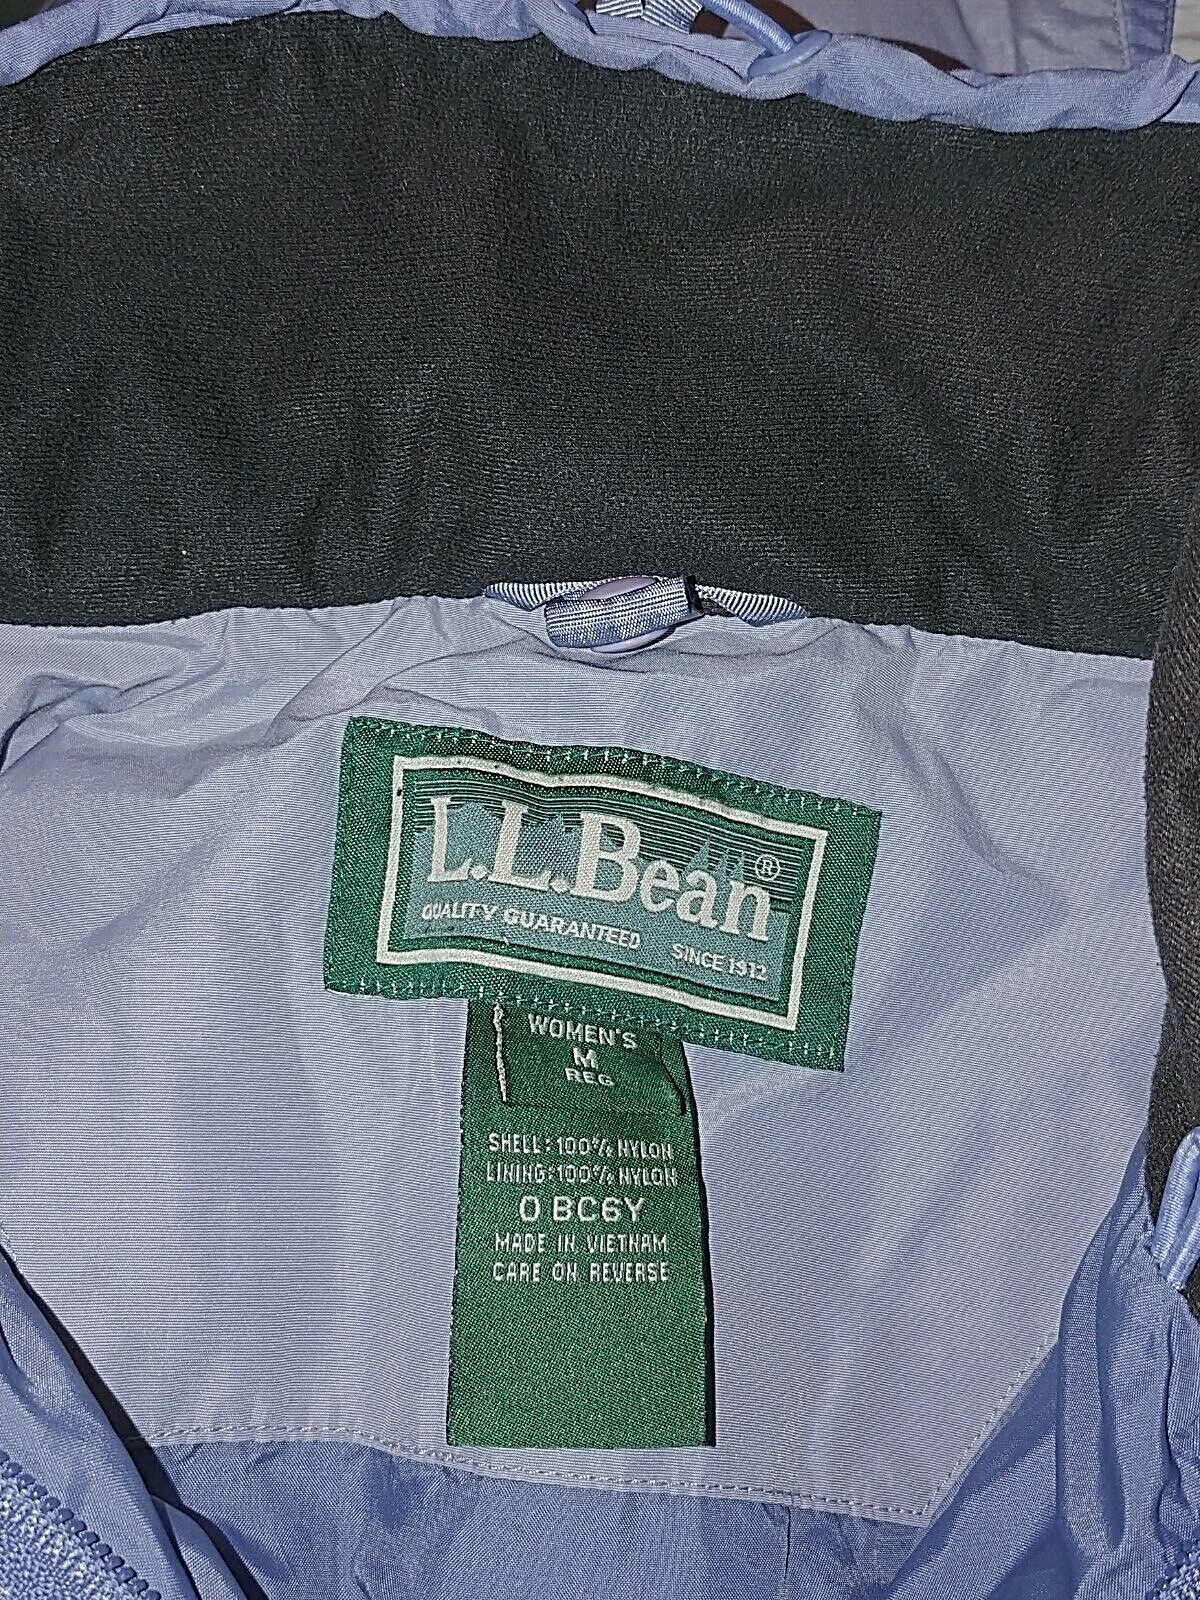 L.L.Bean®
QUALITY GUARANTEED SINCE 1912
WOMEN'S
M
REG
SHELL: 100% NYLON
LINING: 100% NYLON
0 BC6Y
MADE IN VIETNAM
CARE ON REVERSE